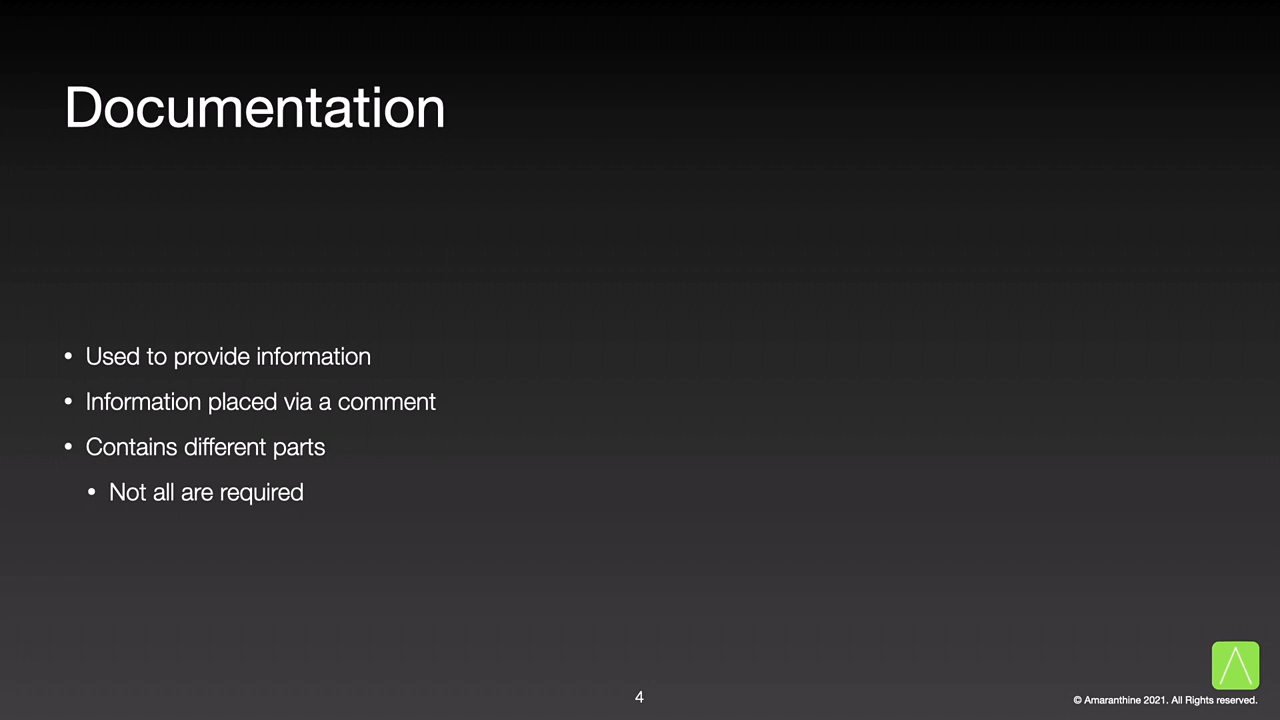 Documentation
• Used to provide information
• Information placed via a comment
• Contains different parts
• Not all are required
4
© Amaranthine 2021. All Rights reserved.